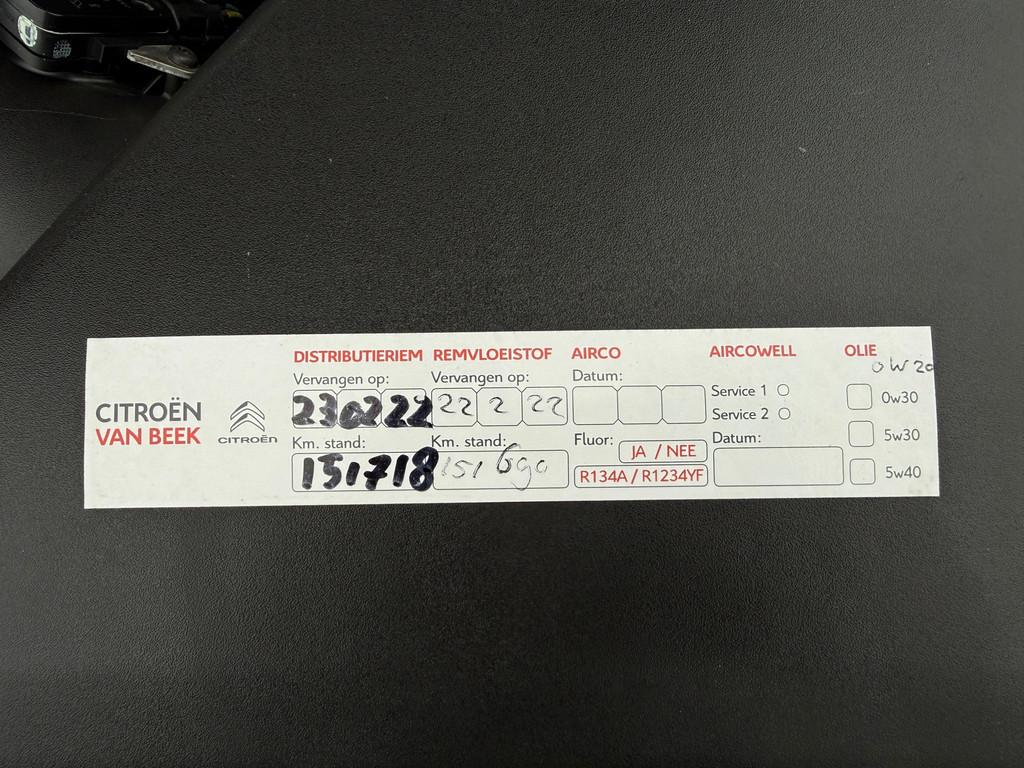 CITROËN
VAN BEEK
CITROËN
DISTRIBUTIERIEM
Vervangen op:
230222
Km. stand:
151718
REMVLOEISTOF
Vervangen op:
22 2 22
Km. stand:
151690
AIRCO
Datum:
Fluor: JA / NEE
R134A / R1234YF
AIRCOWELL
Service 1
Service 2
Datum:
OLIE
0W20
0w30
5w30
5w40